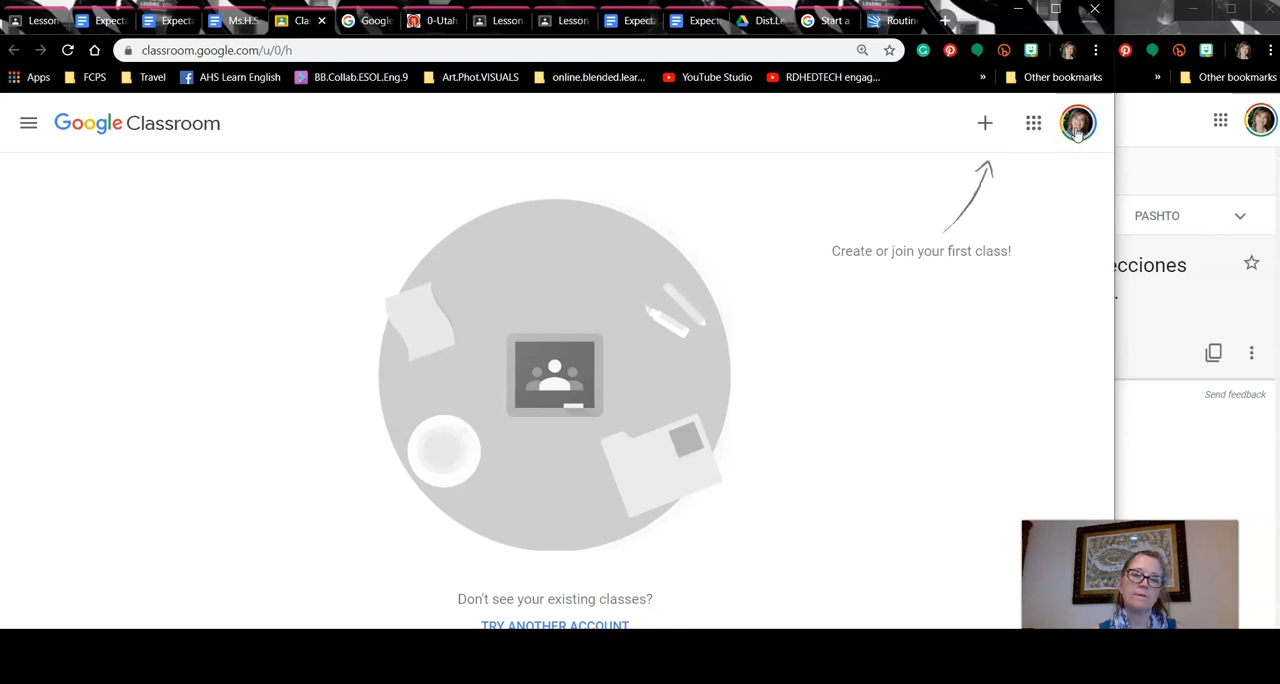 Lesson
Expecta
Expect
Ms.H.S
Cla
Google
0-Utah
Lesson
Lesson
Expecta
Expect
Dist.Le
Start a
Routin
classroom.google.com/u/0/h
Apps
FCPS
Travel
AHS Learn English
BB.Collab.ESOL.Eng.9
Art.Phot.VISUALS
online.blended.lear...
YouTube Studio
RDHEDTECH engag...
»
Other bookmarks
»
Other bookmarks
Google Classroom
PASHTO
Create or join your first class!
ecciones
.
Send feedback
Don't see your existing classes?
TRY ANOTHER ACCOUNT